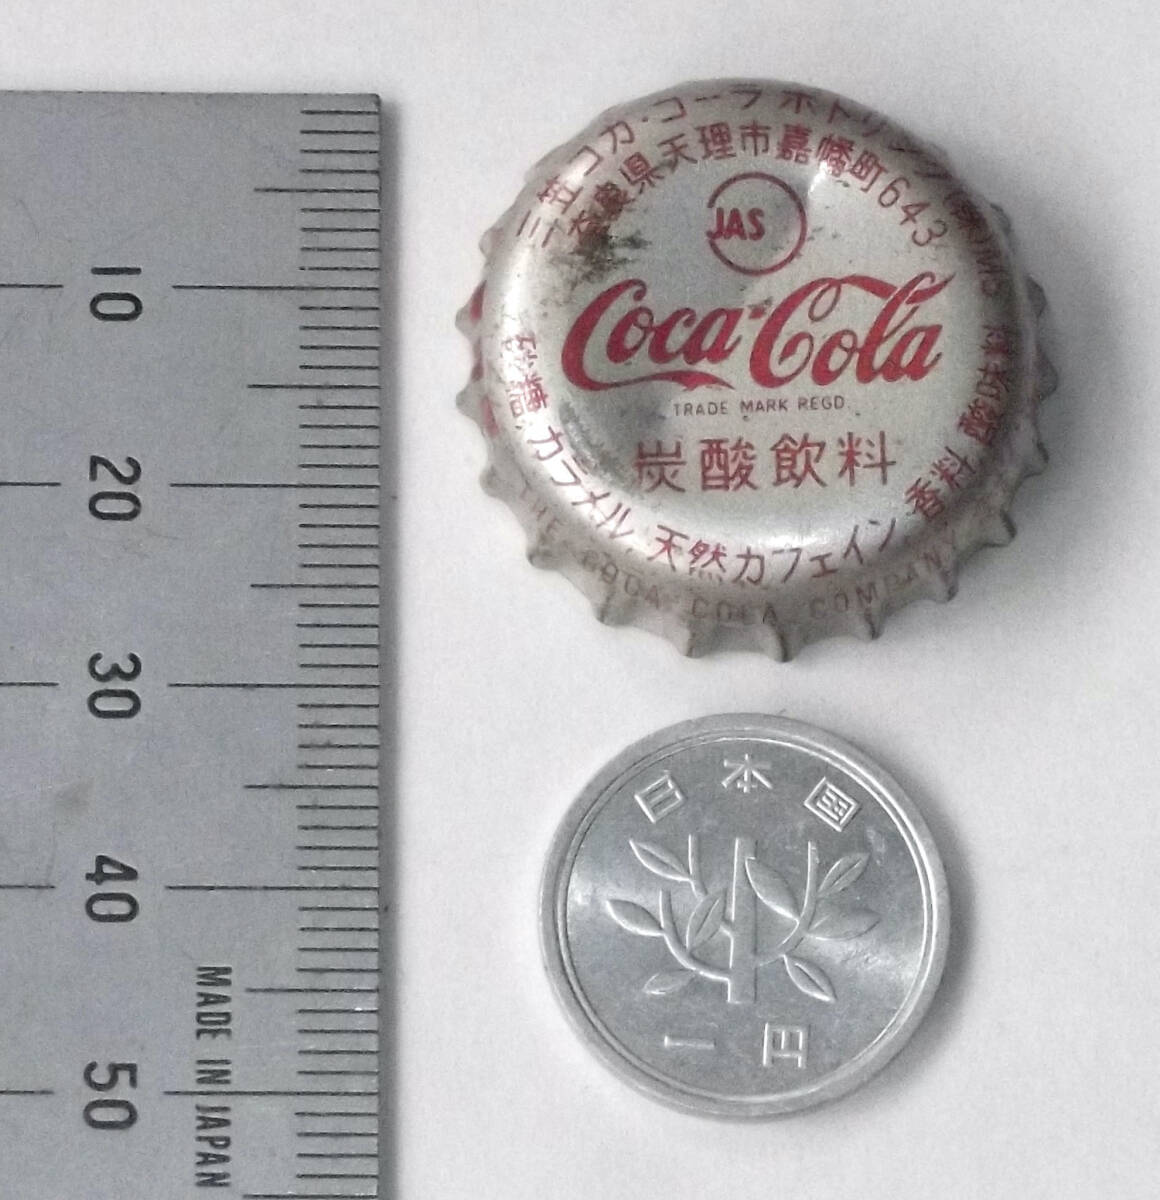 三笠コカ·コーラボトリング(株)
奈良県天理市嘉幡町643
JAS
Coca-Cola
TRADE MARK REGD
炭酸飲料
砂糖, カラメル, 天然カフェイン 香料 酸味料
THE COCA COLA COMPANY
10
20
30
40
50
MADE IN JAPAN
日本国
一円